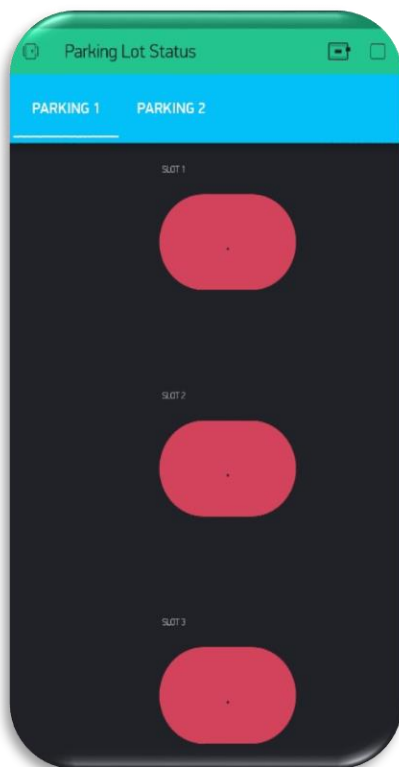 Parking Lot Status
PARKING 1 PARKING 2
SLOT 1
SLOT 2
SLOT 3